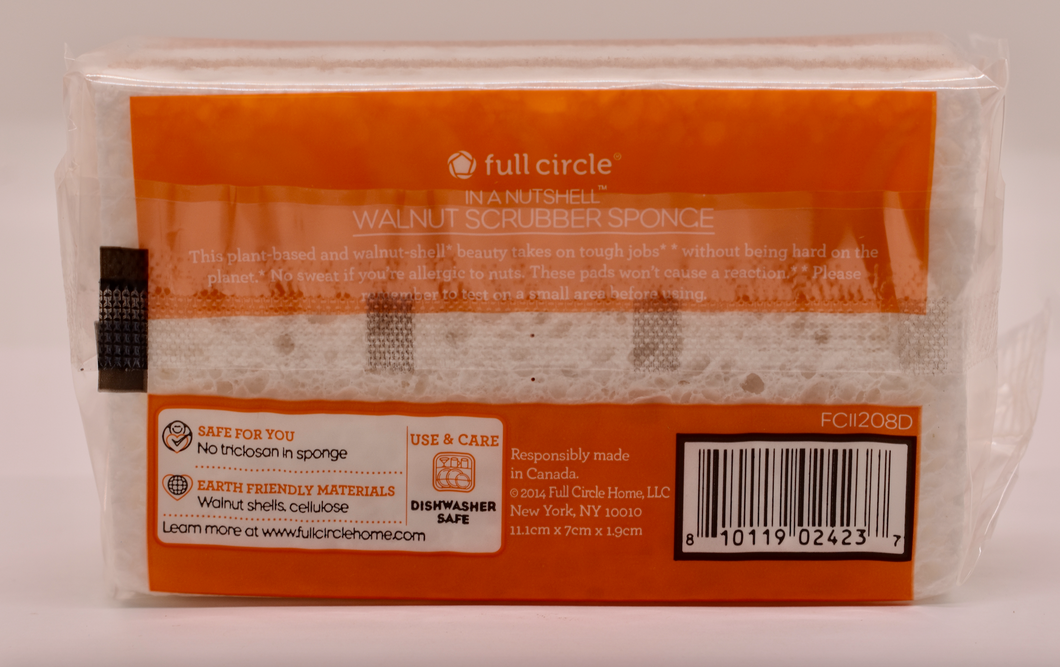 full circle®
IN A NUTSHELL™
WALNUT SCRUBBER SPONGE
This plant-based and walnut-shell* beauty takes on tough jobs** without being hard on the
planet.* No sweat if you're allergic to nuts. These pads won't cause a reaction. ** Please
to test on a small area before using.
SAFE FOR YOU
No triclosan in sponge
EARTH FRIENDLY MATERIALS
Walnut shells, cellulose
Learn more at www.fullcirclehome.com
USE & CARE
DISHWASHER
SAFE
Responsibly made
in Canada.
© 2014 Full Circle Home, LLC
New York, NY 10010
11.1cm x 7cm x 1.9cm
FC11208D
8 10119 02423 7